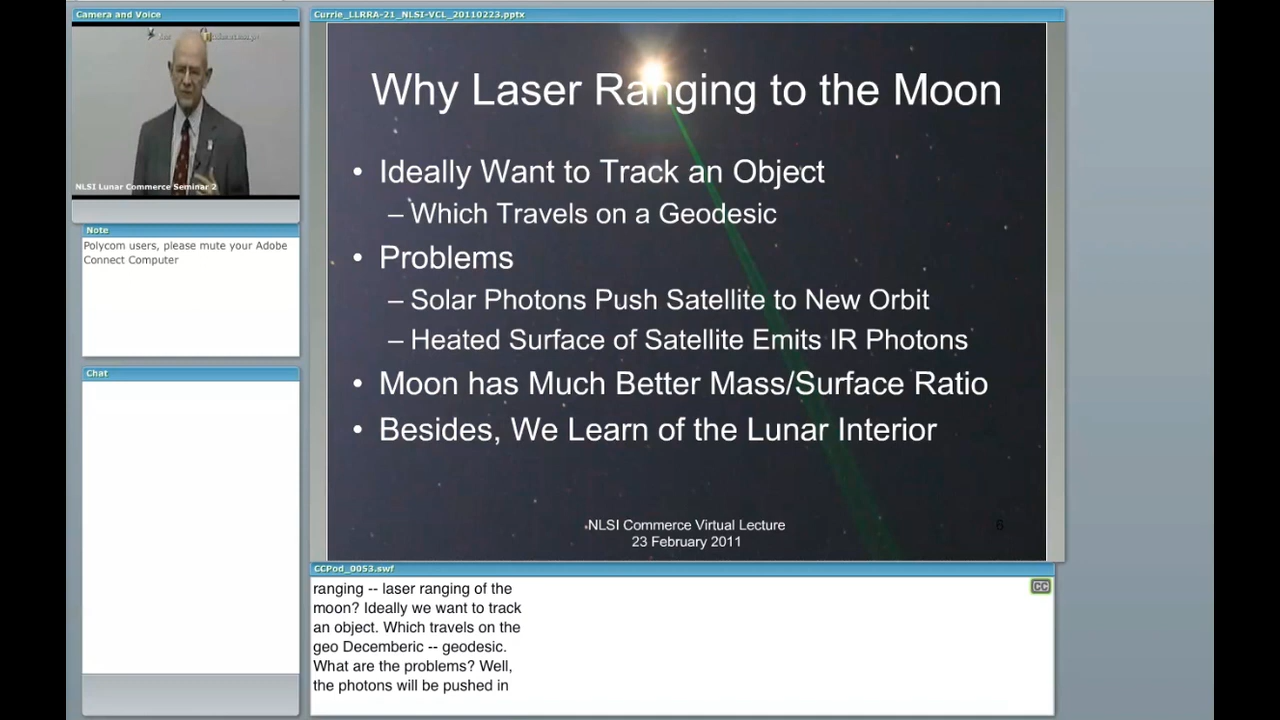 Camera and Voice
NLSI Lunar Commerce Seminar 2
Note
Polycom users, please mute your Adobe
Connect Computer
Chat
Currie_LLRRA-21_NLSI-VCL_20110223.pptx
Why Laser Ranging to the Moon
• Ideally Want to Track an Object
– Which Travels on a Geodesic
• Problems
– Solar Photons Push Satellite to New Orbit
– Heated Surface of Satellite Emits IR Photons
• Moon has Much Better Mass/Surface Ratio
• Besides, We Learn of the Lunar Interior
NLSI Commerce Virtual Lecture
23 February 2011
6
CCPod_0053.swf
CC
ranging -- laser ranging of the
moon? Ideally we want to track
an object. Which travels on the
geo Decemberic -- geodesic.
What are the problems? Well,
the photons will be pushed in